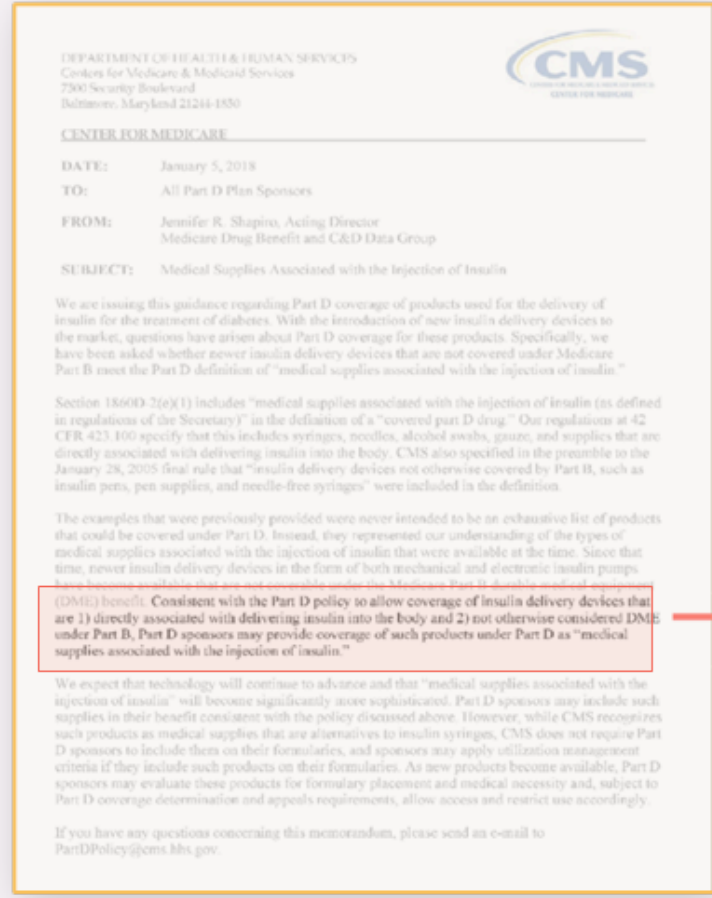 DEPARTMENT OF HEALTH & HUMAN SERVICES
Centers for Medicare & Medicaid Services
7500 Security Boulevard
Baltimore, Maryland 21244-1850
CMS
CENTERS FOR MEDICARE & MEDICAID SERVICES
CENTER FOR MEDICARE
CENTER FOR MEDICARE
DATE: January 5, 2018
TO: All Part D Plan Sponsors
FROM: Jennifer R. Shapiro, Acting Director
Medicare Drug Benefit and C&D Data Group
SUBJECT: Medical Supplies Associated with the Injection of Insulin
We are issuing this guidance regarding Part D coverage of products used for the delivery of
insulin for the treatment of diabetes. With the introduction of new insulin delivery devices to
the market, questions have arisen about Part D coverage for these products. Specifically, we
have been asked whether newer insulin delivery devices that are not covered under Medicare
Part B meet the Part D definition of “medical supplies associated with the injection of insulin.”
Section 1860D-2(e)(1) includes “medical supplies associated with the injection of insulin (as defined
in regulations of the Secretary)” in the definition of a “covered part D drug.” Our regulations at 42
CFR 423.100 specify that this includes syringes, needles, alcohol swabs, gauze, and supplies that are
directly associated with delivering insulin into the body. CMS also specified in the preamble to the
January 28, 2005 final rule that “insulin delivery devices not otherwise covered by Part B, such as
insulin pens, pen supplies, and needle-free syringes” were included in the definition.
The examples that were previously provided were never intended to be an exhaustive list of products
that could be covered under Part D. Instead, they represented our understanding of the types of
medical supplies associated with the injection of insulin that were available at the time. Since that
time, newer insulin delivery devices in the form of both mechanical and electronic insulin pumps
have become available that are not coverable under the Medicare Part B durable medical equipment
(DME) benefit. Consistent with the Part D policy to allow coverage of insulin delivery devices that
are 1) directly associated with delivering insulin into the body and 2) not otherwise considered DME
under Part B, Part D sponsors may provide coverage of such products under Part D as “medical
supplies associated with the injection of insulin.”
We expect that technology will continue to advance and that “medical supplies associated with the
injection of insulin” will become significantly more sophisticated. Part D sponsors may include such
supplies in their benefit consistent with the policy discussed above. However, while CMS recognizes
such products as medical supplies that are alternatives to insulin syringes, CMS does not require Part
D sponsors to include them on their formularies, and sponsors may apply utilization management
criteria if they include such products on their formularies. As new products become available, Part D
sponsors may evaluate these products for formulary placement and medical necessity and, subject to
Part D coverage determination and appeals requirements, allow access and restrict use accordingly.
If you have any questions concerning this memorandum, please send an e-mail to
PartDPolicy@cms.hhs.gov.